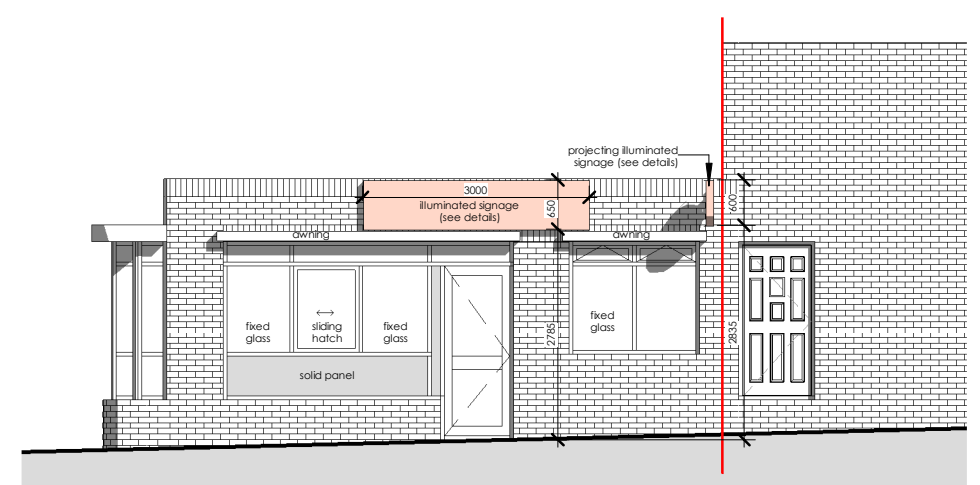 projecting illuminated
signage (see details)
3000
illuminated signage
(see details)
650
600
awning
awning
fixed
glass
sliding
hatch
fixed
glass
fixed
glass
2785
2835
solid panel